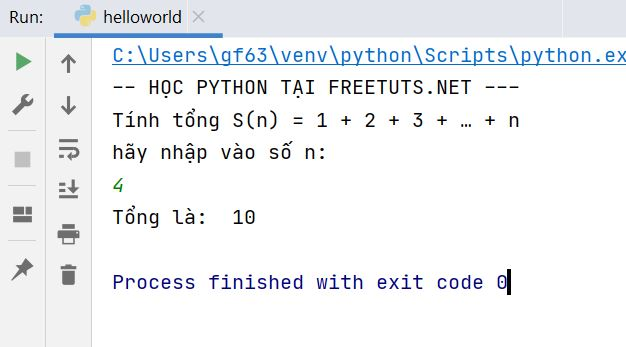 Run: helloworld
C:\Users\gf63\venv\python\Scripts\python.ex
-- HỌC PYTHON TẠI FREETUTS.NET ---
Tính tổng S(n) = 1 + 2 + 3 + … + n
hãy nhập vào số n:
4
Tổng là:  10
Process finished with exit code 0